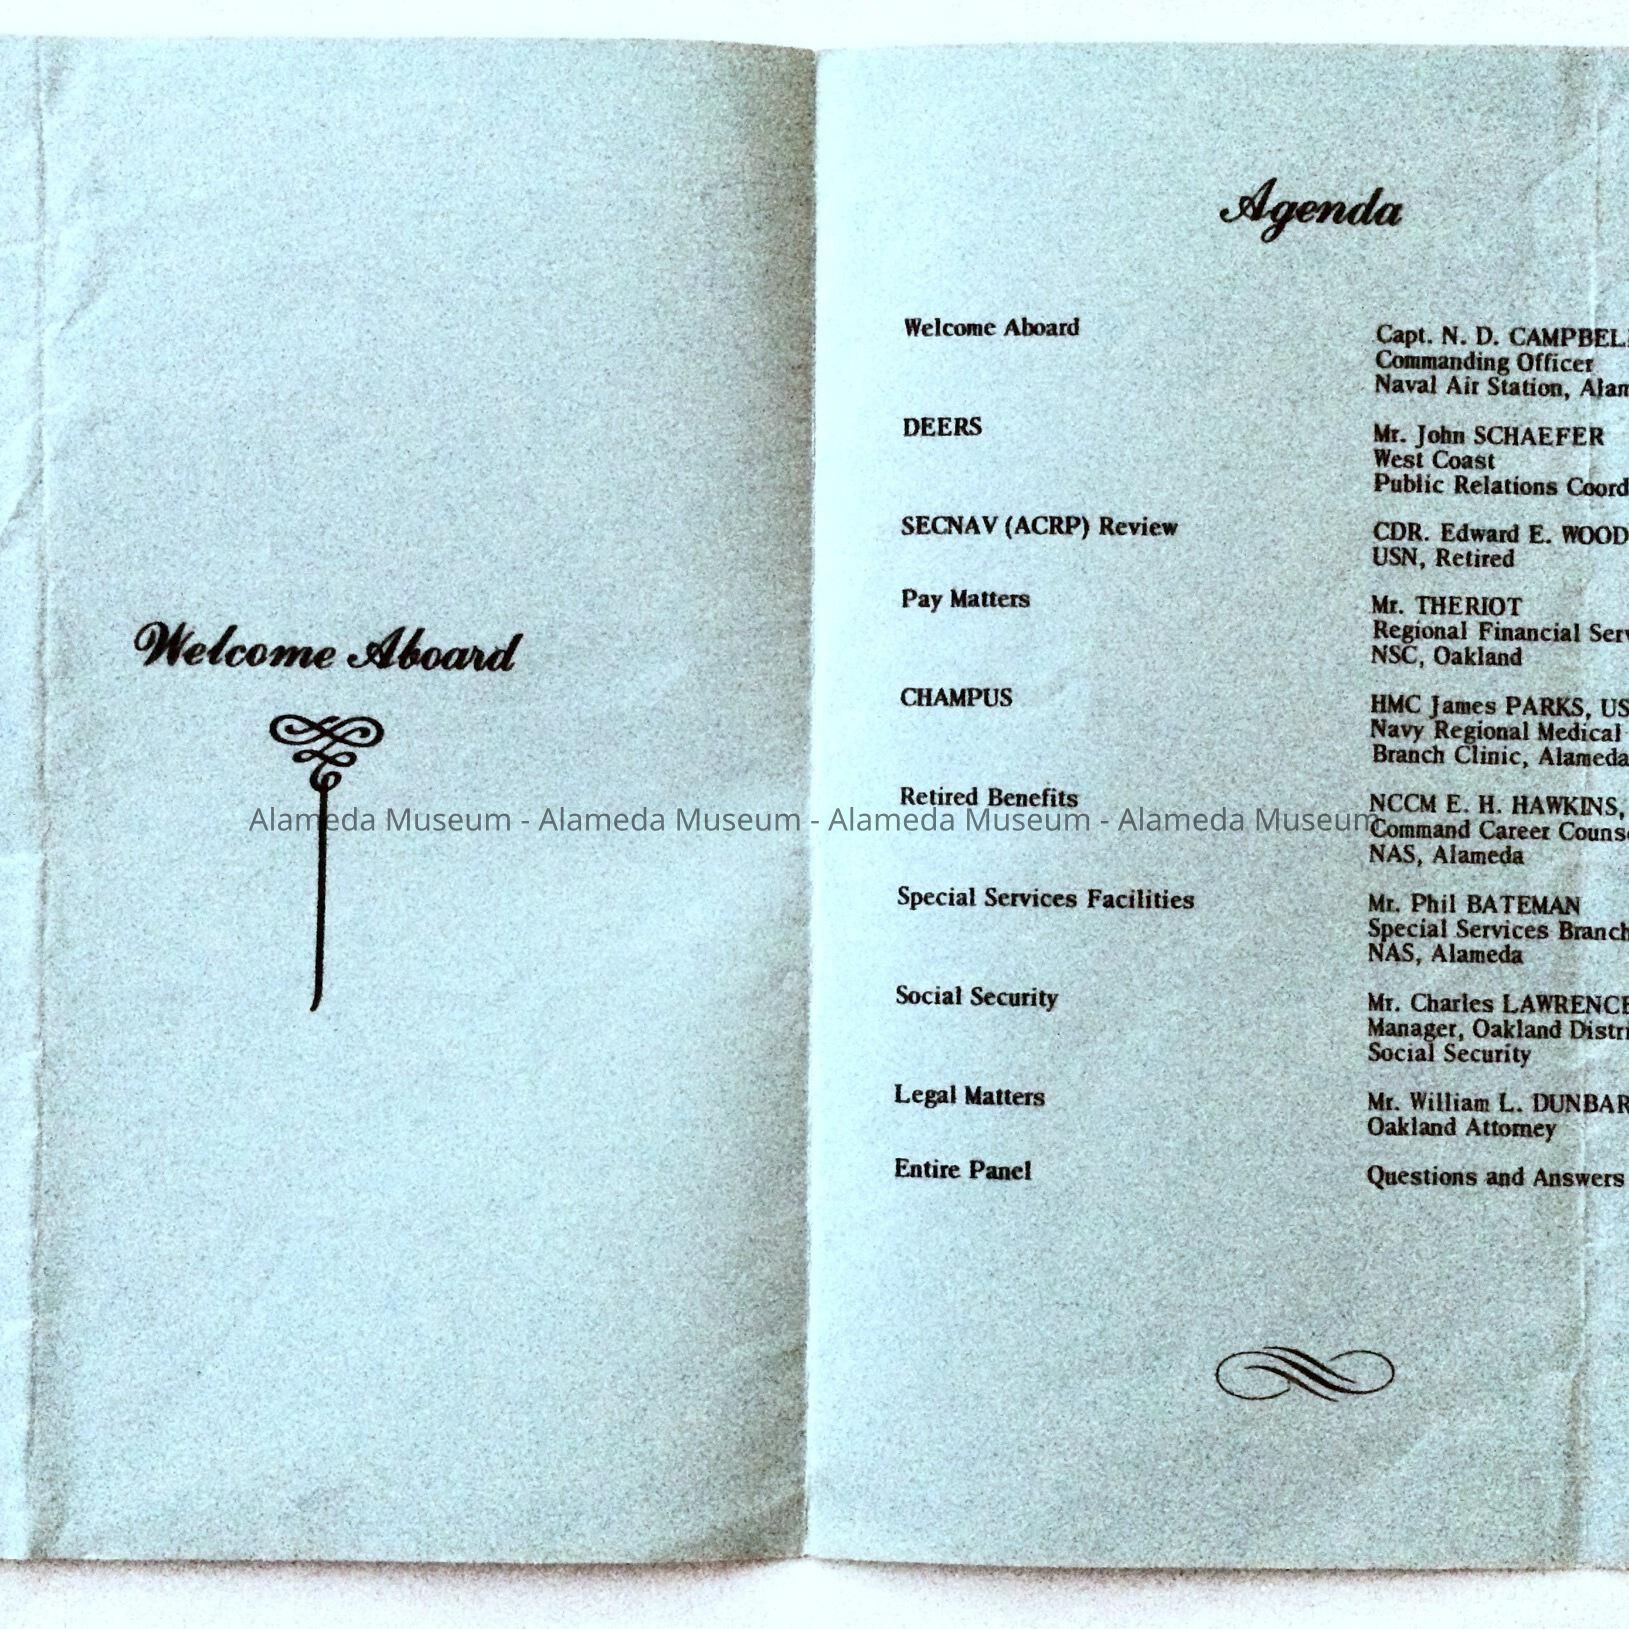 Welcome Aboard
Agenda
Welcome Aboard
Capt. N. D. CAMPBEL
Commanding Officer
Naval Air Station, Alam
DEERS
Mr. John SCHAEFER
West Coast
Public Relations Coord
SECNAV (ACRP) Review
CDR. Edward E. WOOD
USN, Retired
Pay Matters
Mr. THERIOT
Regional Financial Serv
NSC, Oakland
CHAMPUS
HMC James PARKS, US
Navy Regional Medical
Branch Clinic, Alameda
Retired Benefits
NCCM E. H. HAWKINS,
Command Career Couns
NAS, Alameda
Special Services Facilities
Mr. Phil BATEMAN
Special Services Branch
NAS, Alameda
Social Security
Mr. Charles LAWRENCE
Manager, Oakland Distri
Social Security
Legal Matters
Mr. William L. DUNBAR
Oakland Attorney
Entire Panel
Questions and Answers
Alameda Museum - Alameda Museum - Alameda Museum - Alameda Museum